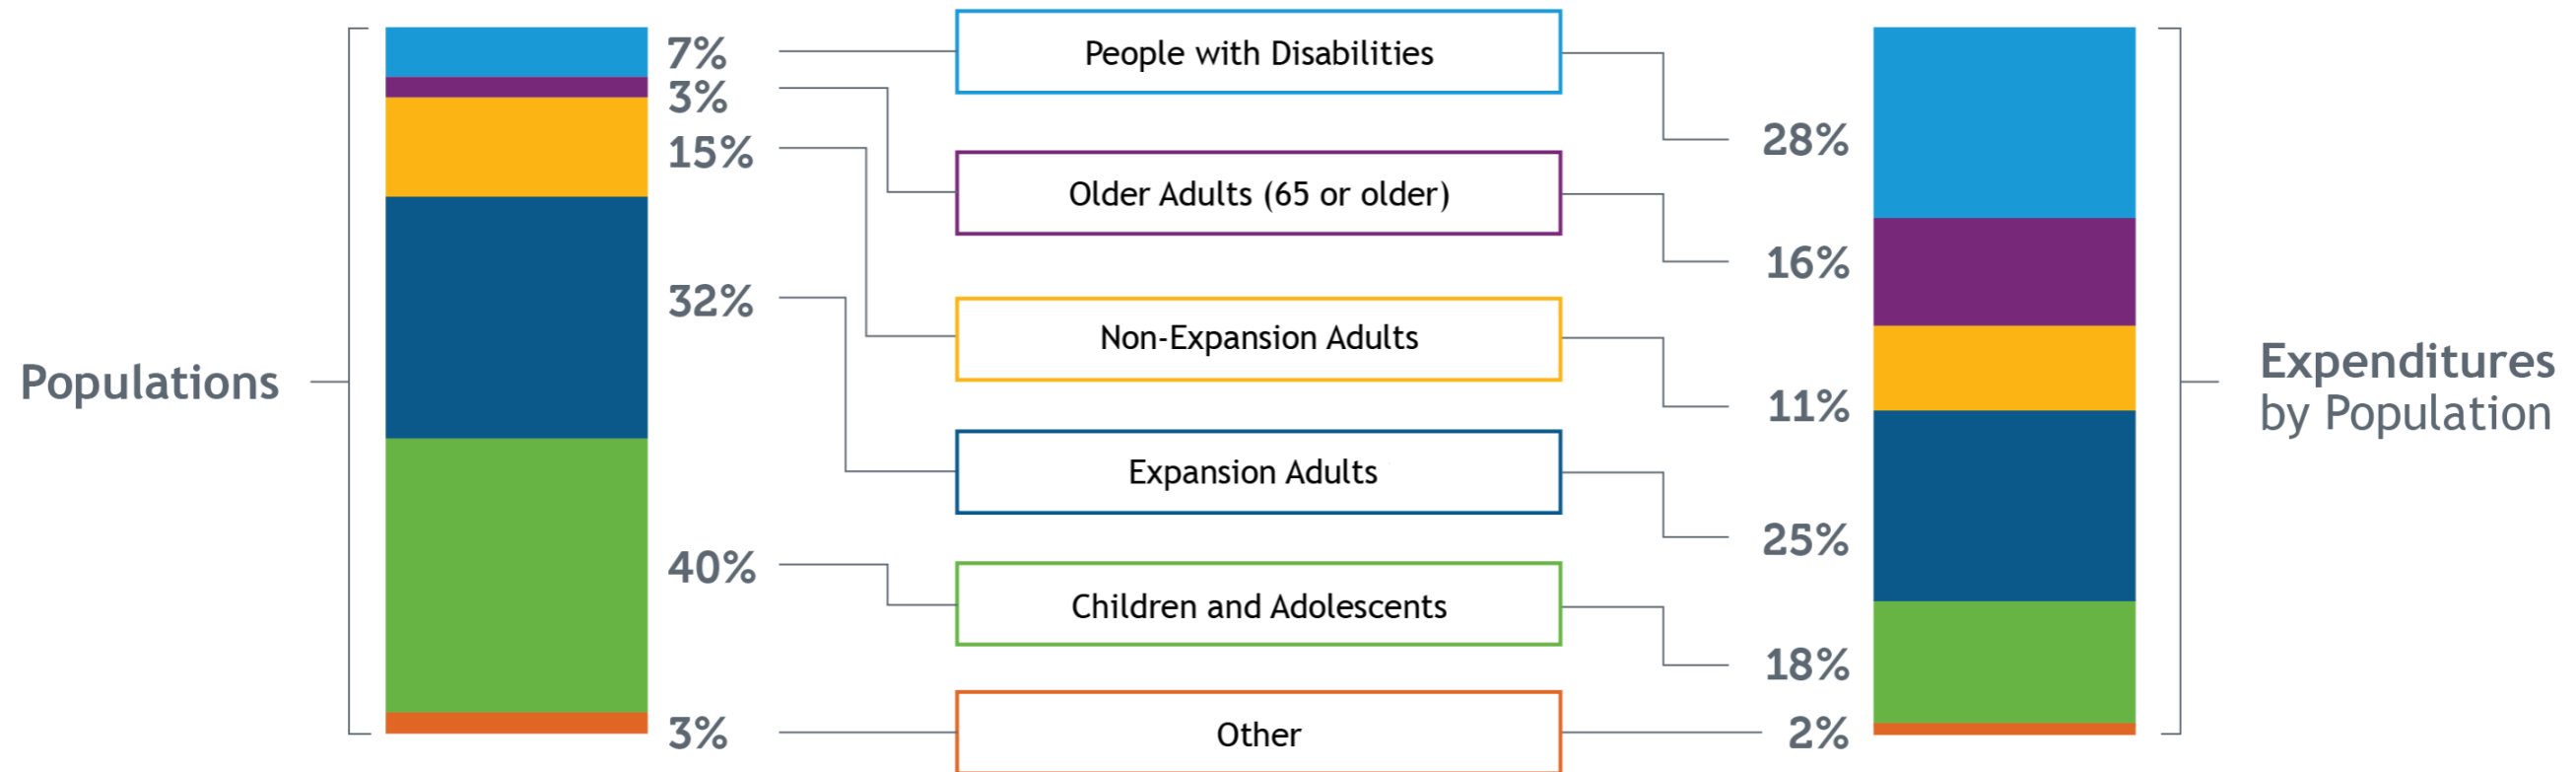 Populations
7%
3%
15%
32%
40%
3%
People with Disabilities
Older Adults (65 or older)
Non-Expansion Adults
Expansion Adults
Children and Adolescents
Other
28%
16%
11%
25%
18%
2%
Expenditures
by Population